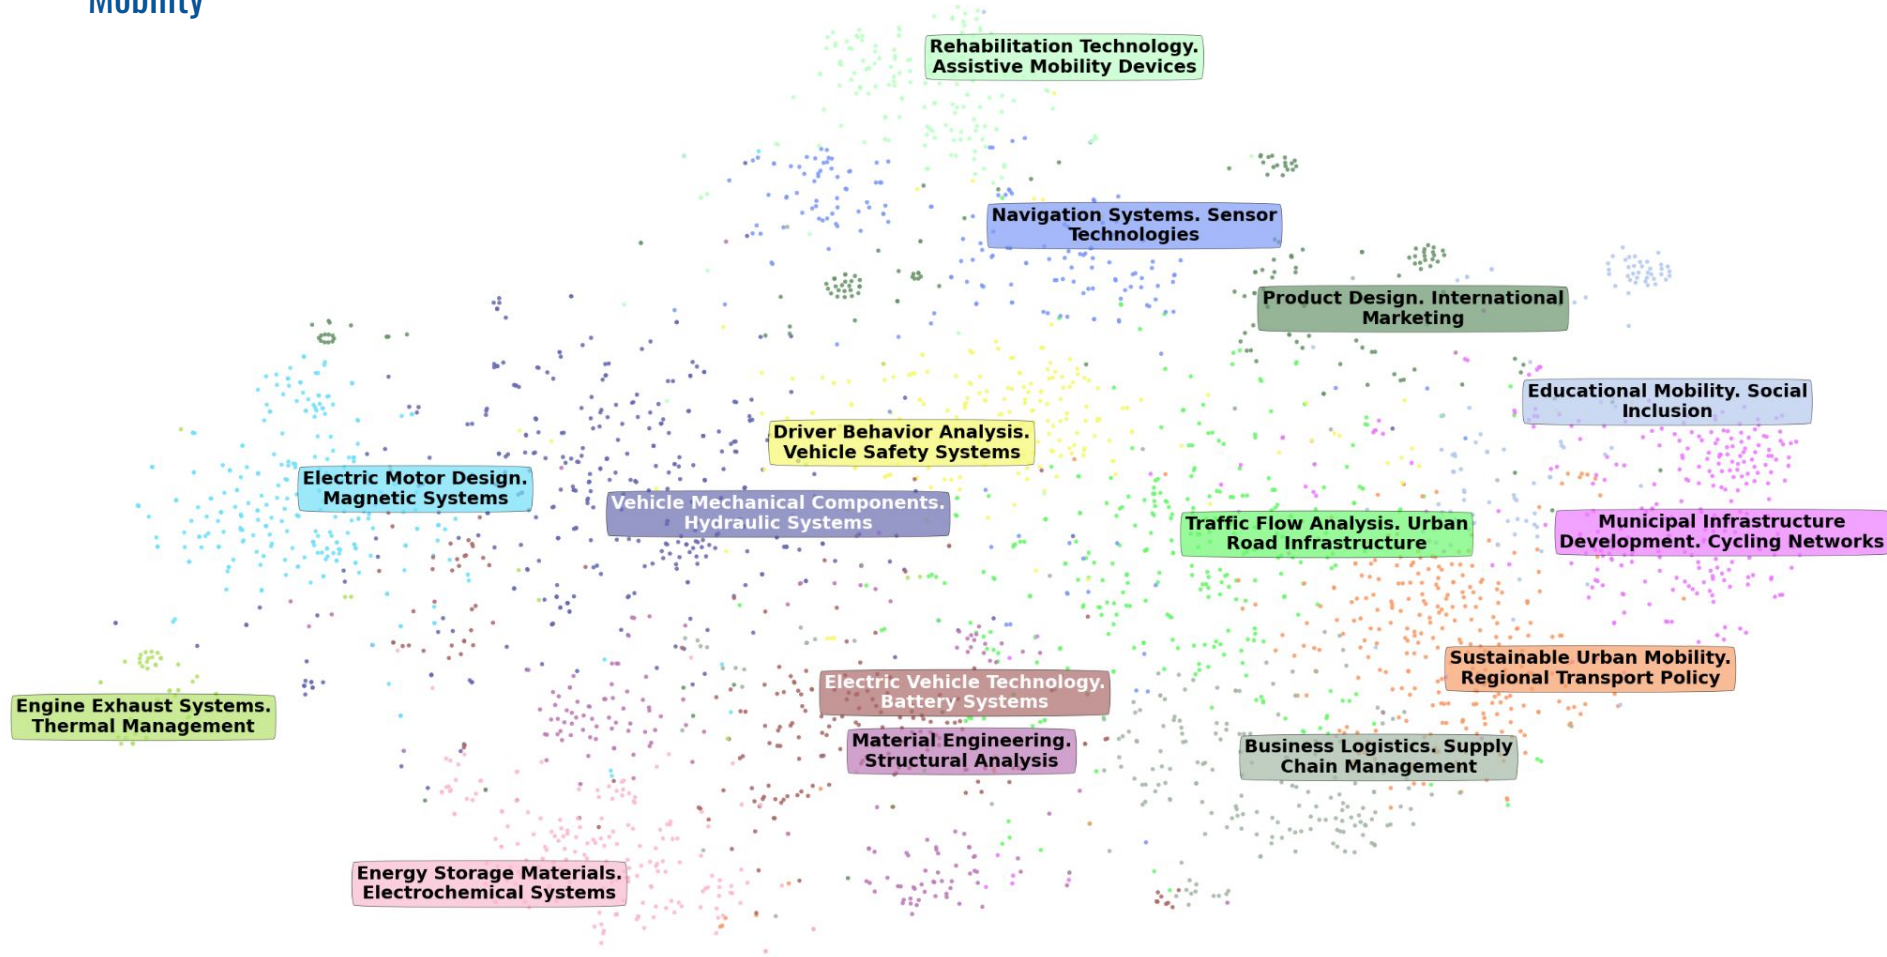 Mobility
Rehabilitation Technology.
Assistive Mobility Devices
Navigation Systems. Sensor
Technologies
Product Design. International
Marketing
Educational Mobility. Social
Inclusion
Driver Behavior Analysis.
Vehicle Safety Systems
Electric Motor Design.
Magnetic Systems
Vehicle Mechanical Components.
Hydraulic Systems
Traffic Flow Analysis. Urban
Road Infrastructure
Municipal Infrastructure
Development. Cycling Networks
Sustainable Urban Mobility.
Regional Transport Policy
Electric Vehicle Technology.
Battery Systems
Engine Exhaust Systems.
Thermal Management
Material Engineering.
Structural Analysis
Business Logistics. Supply
Chain Management
Energy Storage Materials.
Electrochemical Systems